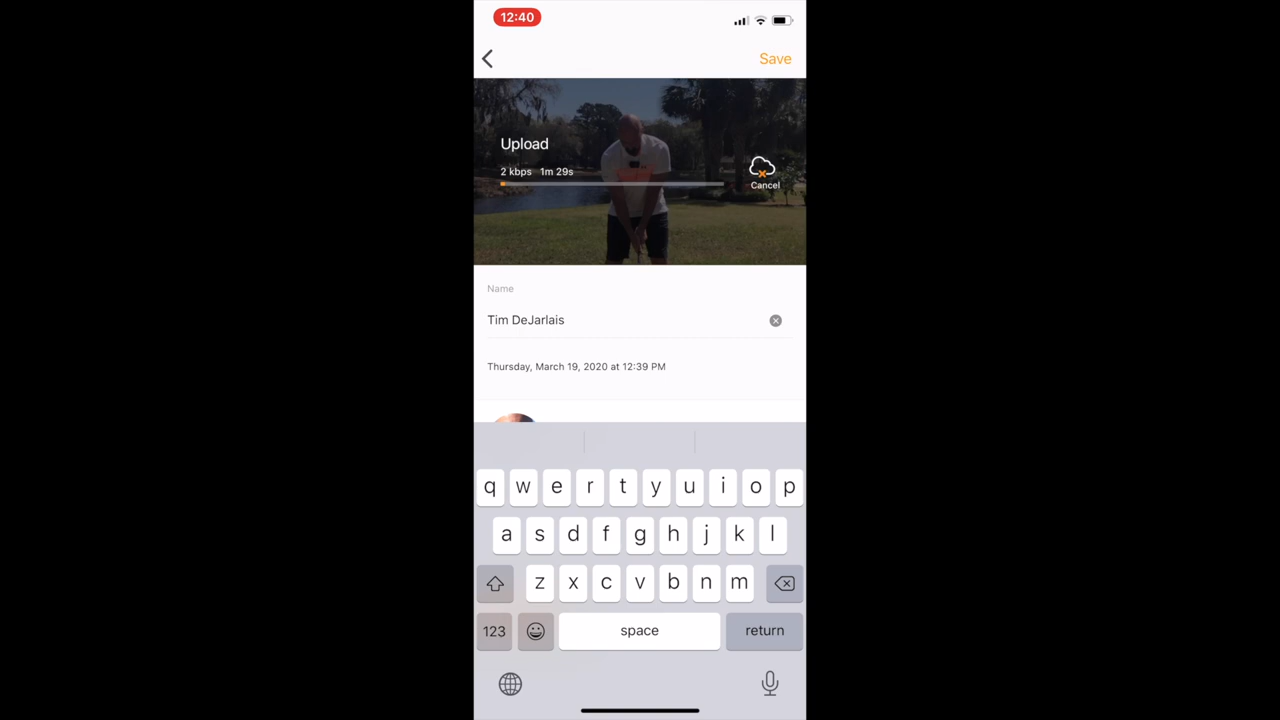 12:40
Save
Upload
2 kbps 1m 29s
Cancel
Name
Tim DeJarlais
Thursday, March 19, 2020 at 12:39 PM
q w e r t y u i o p
a s d f g h j k l
z x c v b n m
123 space return